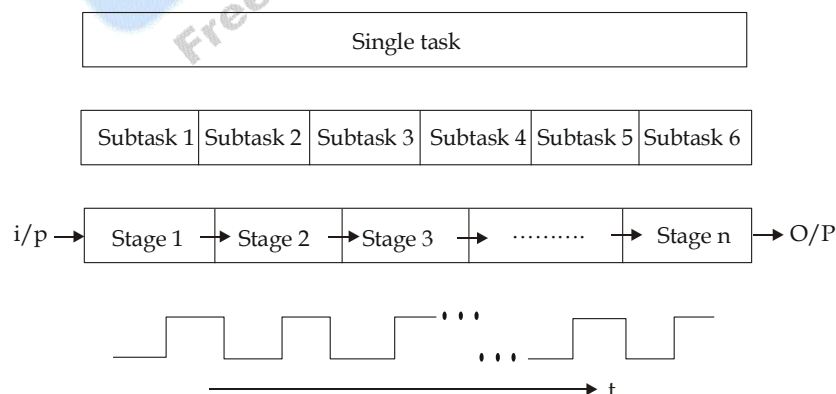 Free
Single task
Subtask 1 Subtask 2 Subtask 3 Subtask 4 Subtask 5 Subtask 6
i/p Stage 1 Stage 2 Stage 3 .......... Stage n O/P
t